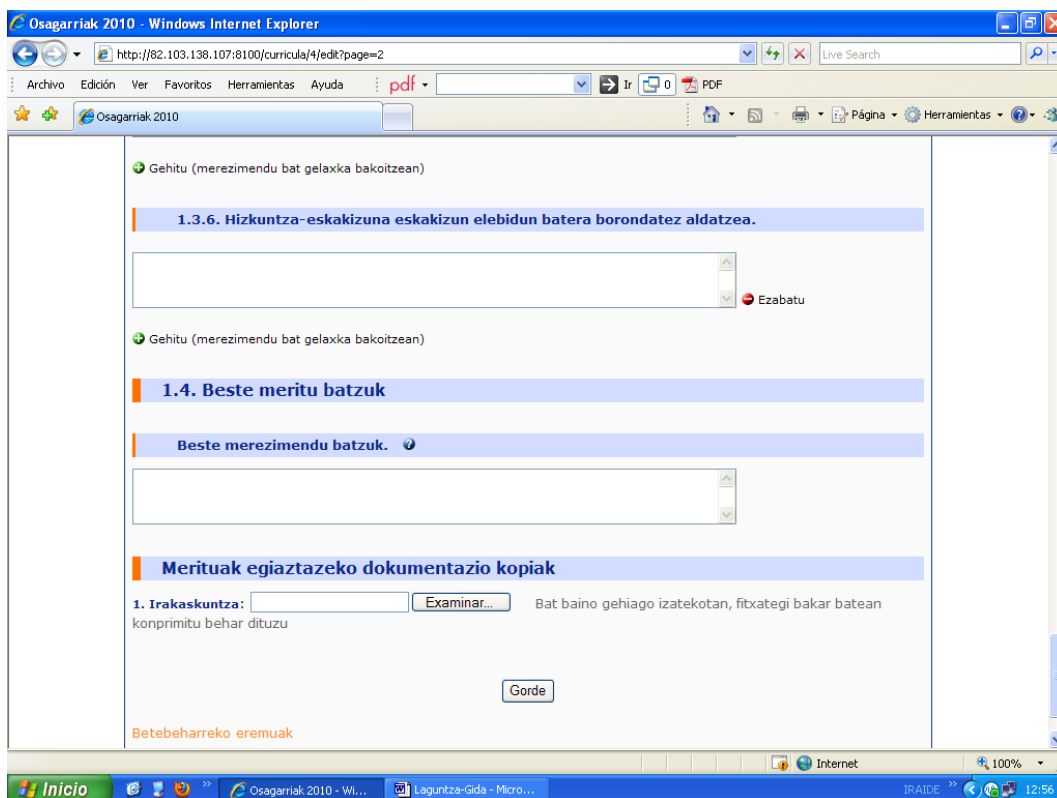 Osagarriak 2010 - Windows Internet Explorer
http://82.103.138.107:8100/curricula/4/edit?page=2
Live Search
Archivo Edición Ver Favoritos Herramientas Ayuda pdf Ir 0 PDF
Osagarriak 2010 Página Herramientas
Gehitu (merezimendu bat gelaxka bakoitzean)
1.3.6. Hizkuntza-eskakizuna eskakizun elebidun batera borondatez aldatzea.
Ezabatu
Gehitu (merezimendu bat gelaxka bakoitzean)
1.4. Beste meritu batzuk
Beste merezimendu batzuk. ?
Merituak egiaztazeko dokumentazio kopiak
1. Irakaskuntza: Examinar... Bat baino gehiago izatekotan, fitxategi bakar batean
konprimitu behar dituzu
Gorde
Betebeharreko eremuak
Internet 100%
Inicio Osagarriak 2010 - Wi... Laguntza-Gida - Micro... IRAIDE 12:56